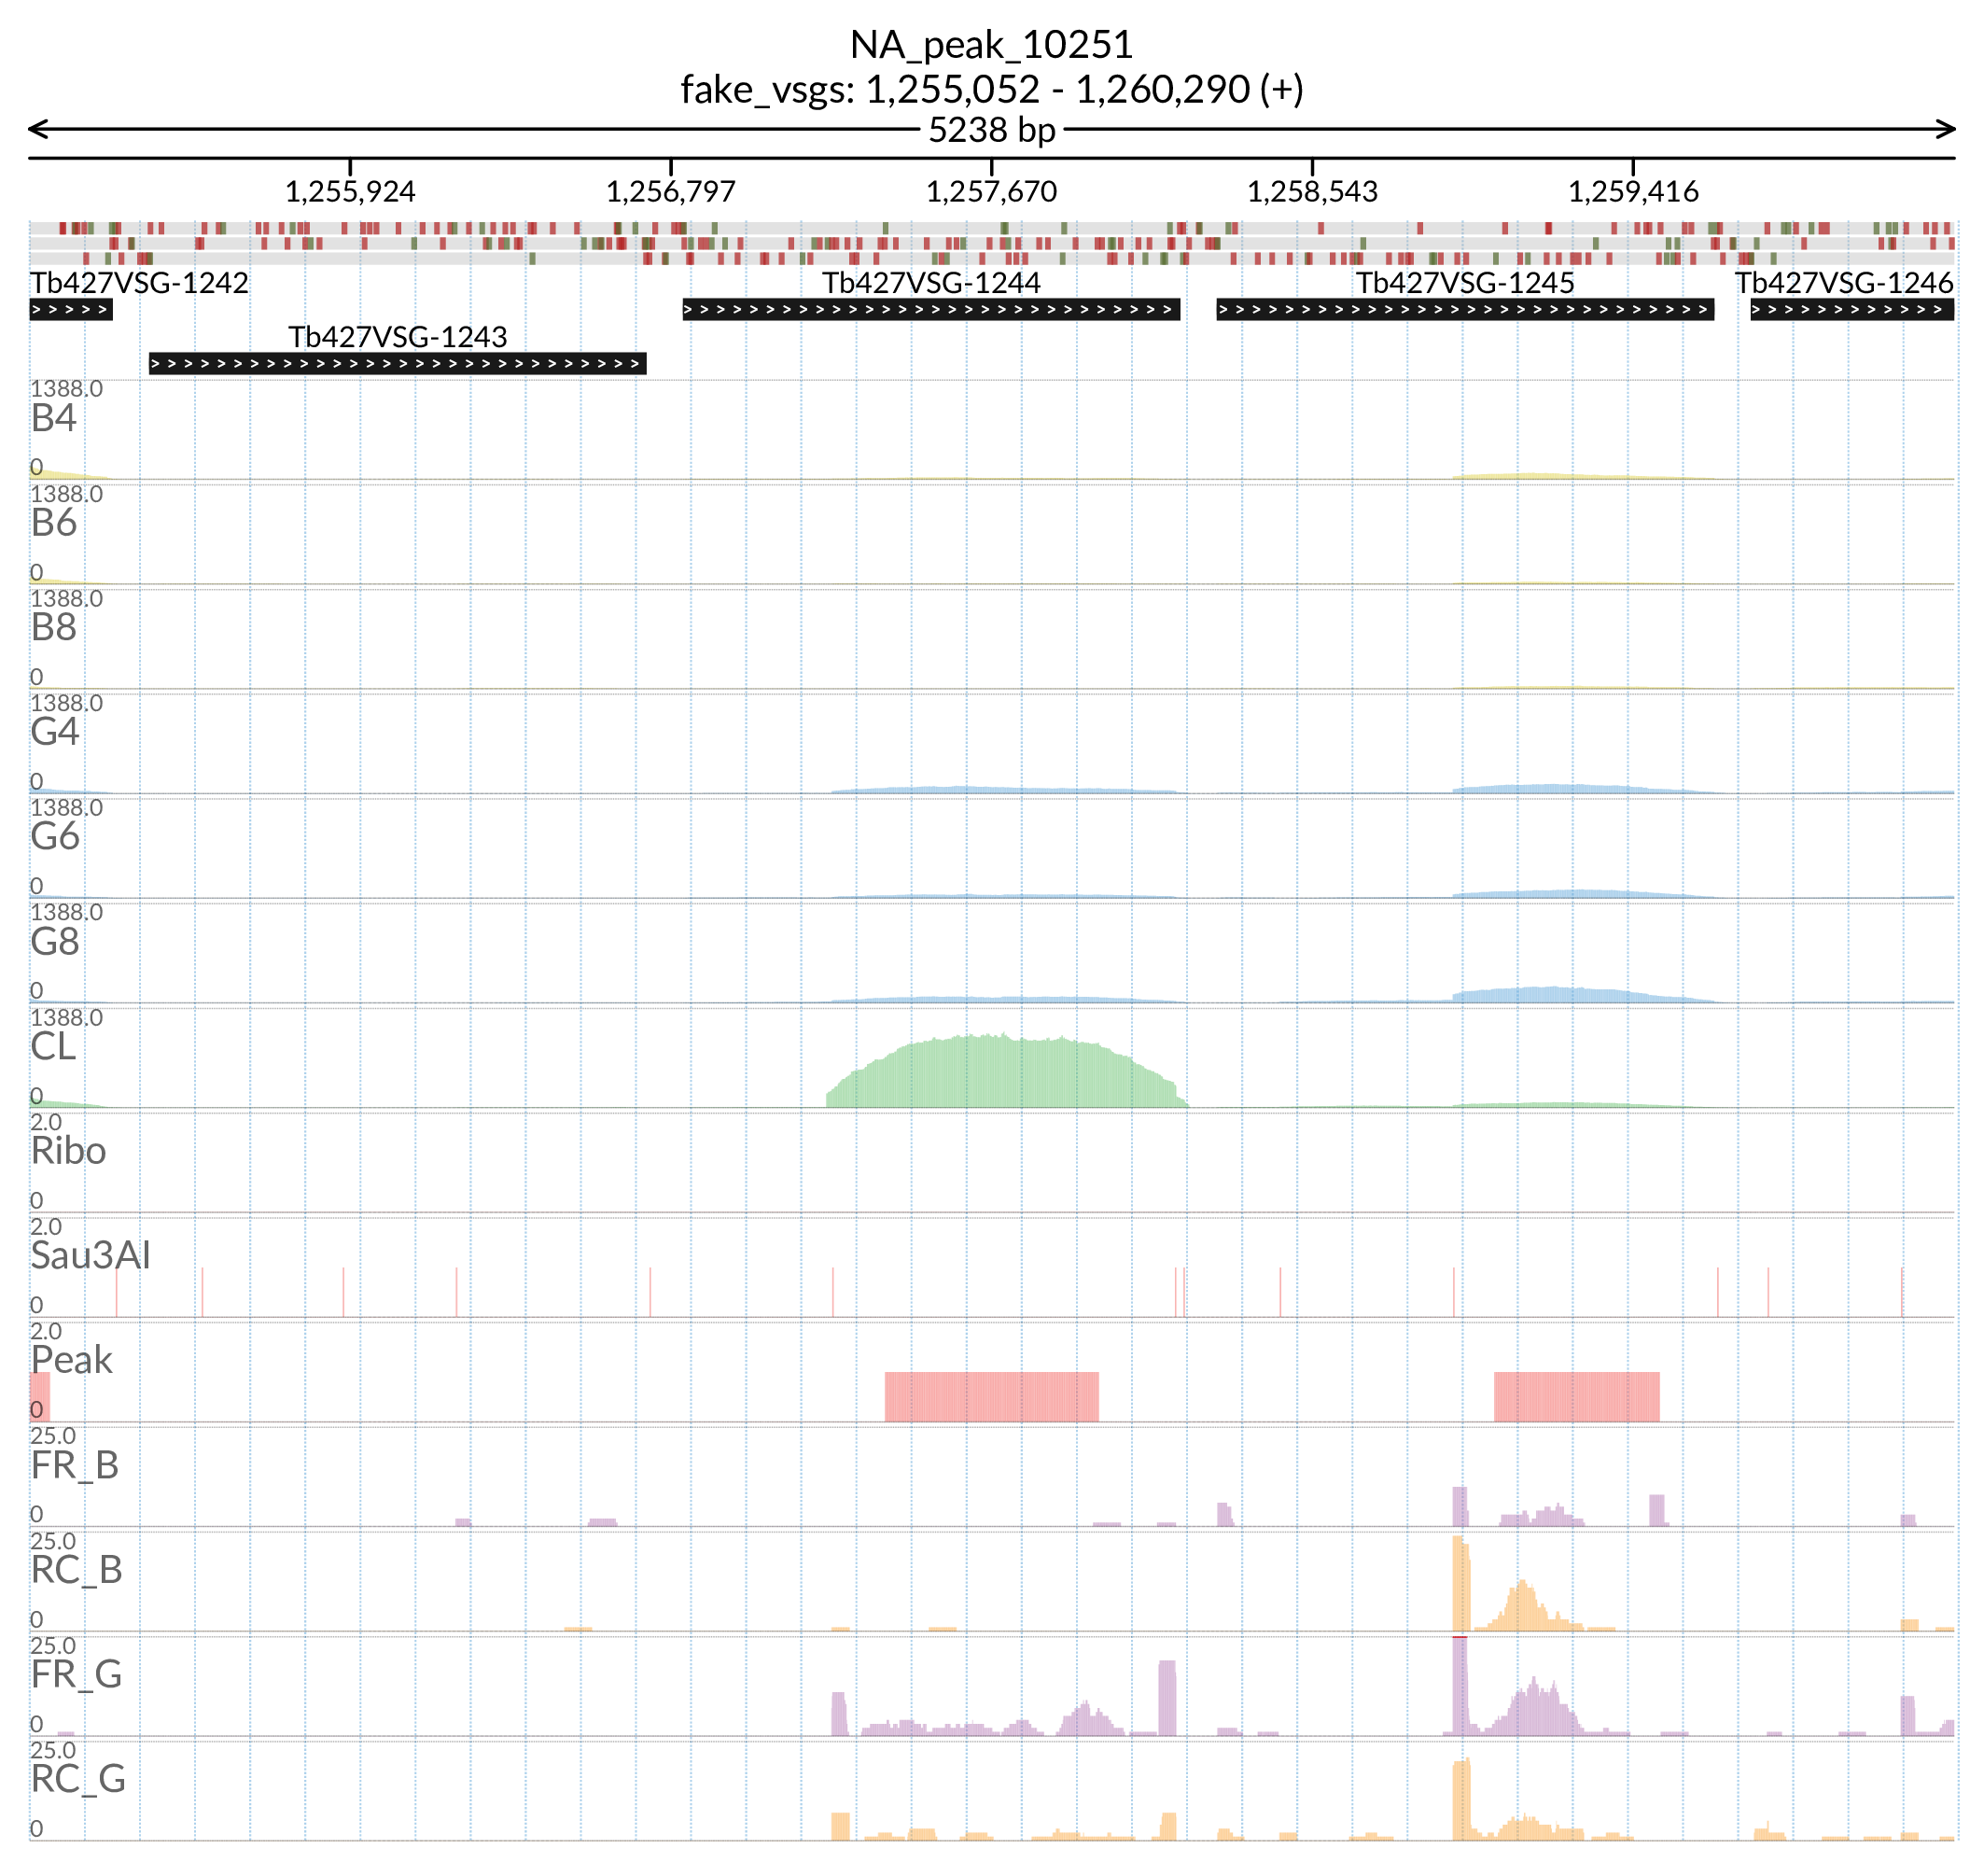 NA_peak_10251
fake_vsgs: 1,255,052 - 1,260,290 (+)
5238 bp
1,255,924 1,256,797 1,257,670 1,258,543 1,259,416
Tb427VSG-1242 Tb427VSG-1244 Tb427VSG-1245 Tb427VSG-1246
Tb427VSG-1243
1388.0
B4
0
1388.0
B6
0
1388.0
B8
0
1388.0
G4
0
1388.0
G6
0
1388.0
G8
0
1388.0
CL
0
2.0
Ribo
0
2.0
Sau3AI
0
2.0
Peak
0
25.0
FR_B
0
25.0
RC_B
0
25.0
FR_G
0
25.0
RC_G
0